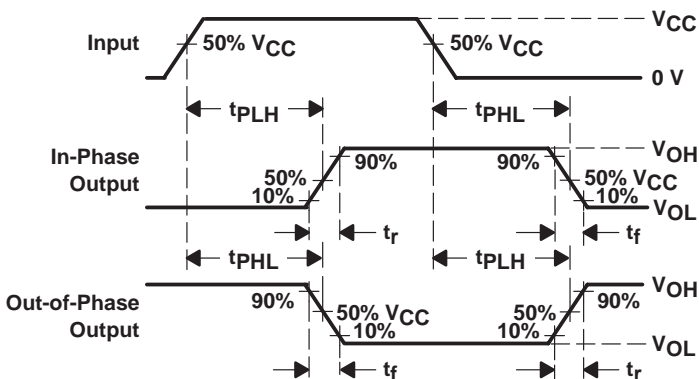 VCC
Input
50% VCC
50% VCC
0 V
tPLH
tPHL
In-Phase
Output
90%
90%
VOH
50%
10%
50% VCC
10%
VOL
tr
tf
tPHL
tPLH
Out-of-Phase
Output
90%
50% VCC
10%
50%
10%
90%
VOH
VOL
tf
tr